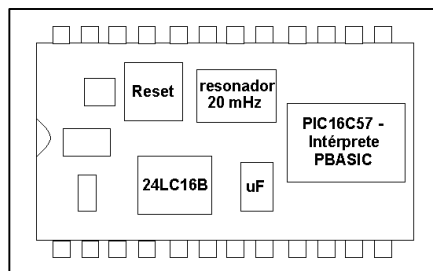 Reset
resonador
20 mHz
PIC16C57 -
Intérprete
PBASIC
24LC16B
uF